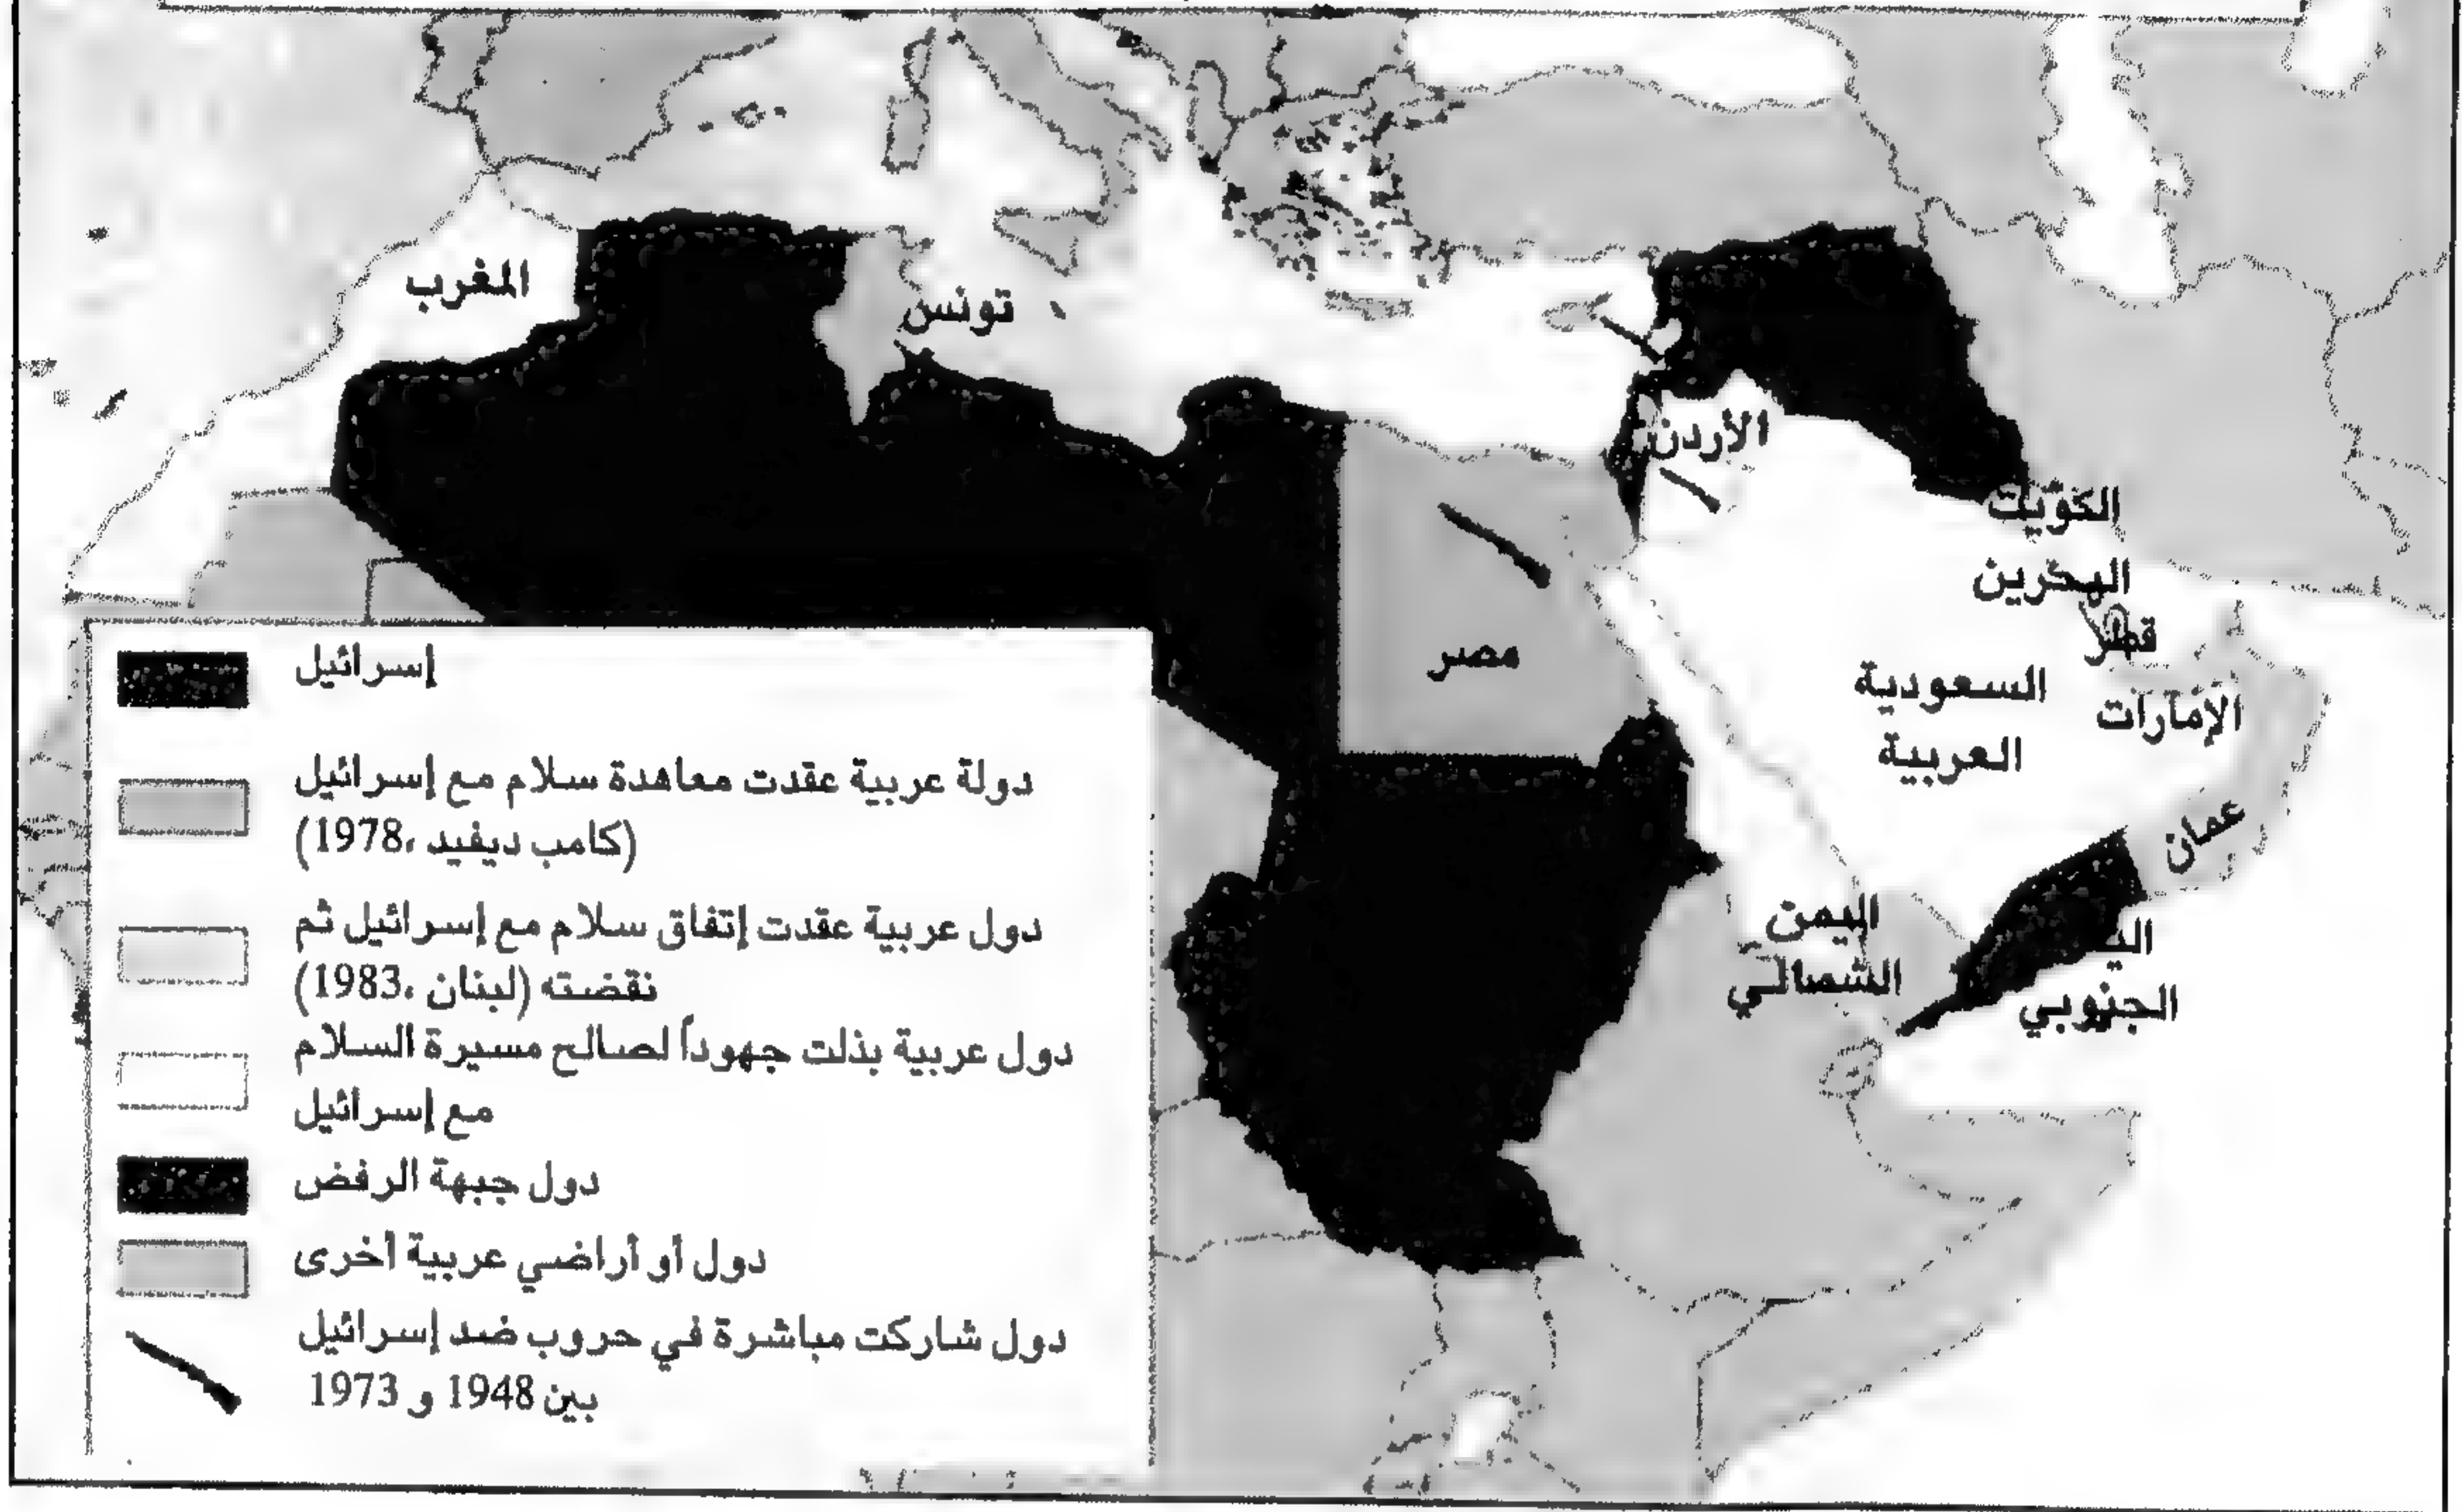 المغرب
تونس
الأردن
الكويت
البحرين
قطر
مصر
السعودية
العربية
الإمارات
عمان
اليمن
الشمالي
الجنوبي
إسرائيل
دولة عربية عقدت معاهدة سلام مع إسرائيل
(كامب ديفيد، 1978)
دول عربية عقدت إتفاق سلام مع إسرائيل ثم
نقضته (لبنان، 1983)
دول عربية بذلت جهوداً لصالح مسيرة السلام
مع إسرائيل
دول جبهة الرفض
دول أو أراضي عربية أخرى
دول شاركت مباشرة في حروب ضد إسرائيل
بين 1948 و 1973